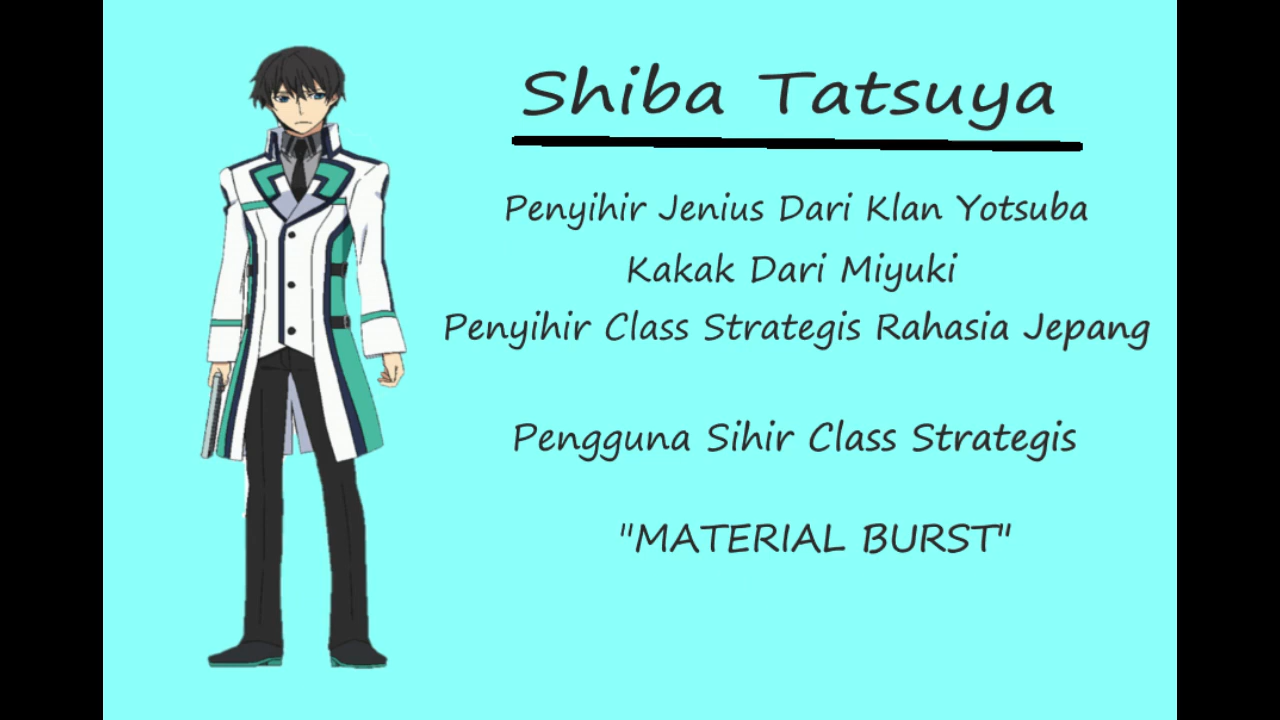 Shiba Tatsuya
Penyihir Jenius Dari Klan Yotsuba
Kakak Dari Miyuki
Penyihir Class Strategis Rahasia Jepang
Pengguna Sihir Class Strategis
"MATERIAL BURST"